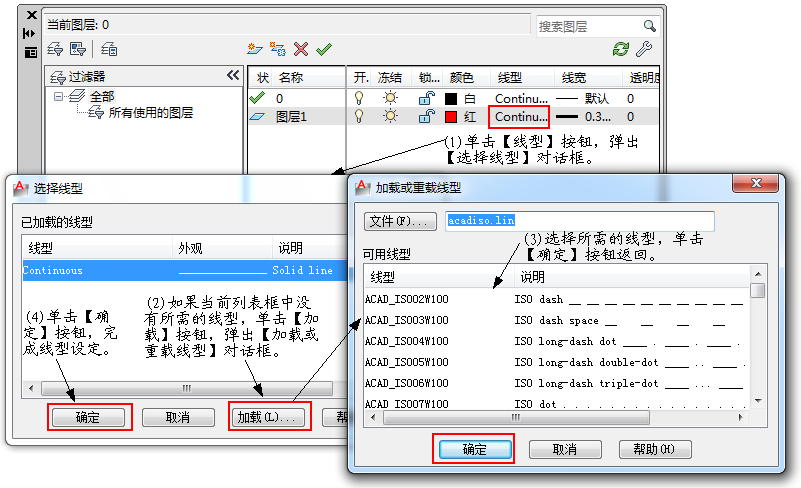 当前图层: 0
搜索图层
过滤器
全部
所有使用的图层
状 名称 开. 冻结 锁... 颜色 线型 线宽 透明度
0 白 Continu... 默认 0
图层1 红 Continu... 0.3... 0
(1)单击【线型】按钮，弹出
【选择线型】对话框。
选择线型
已加载的线型
线型 外观 说明
Continuous Solid line
(4)单击【确
定】按钮，完
成线型设定。
(2)如果当前列表框中没
有所需的线型，单击【加
载】按钮，弹出【加载或
重载线型】对话框。
确定 取消 加载(L)... 帮
加载或重载线型
文件(F)... acadiso.lin
(3)选择所需的线型，单击
【确定】按钮返回。
可用线型
线型 说明
ACAD_ISO02W100 ISO dash __ __ __ __ __ __ __ __ __ __
ACAD_ISO03W100 ISO dash space __ __ __ __ __
ACAD_ISO04W100 ISO long-dash dot ____ . ____ . ____ .
ACAD_ISO05W100 ISO long-dash double-dot ____ .. ____ .
ACAD_ISO06W100 ISO long-dash triple-dot ____ ... ____
ACAD_ISO07W100 ISO dot . . . . . . . . . . . . . . . .
确定 取消 帮助(H)